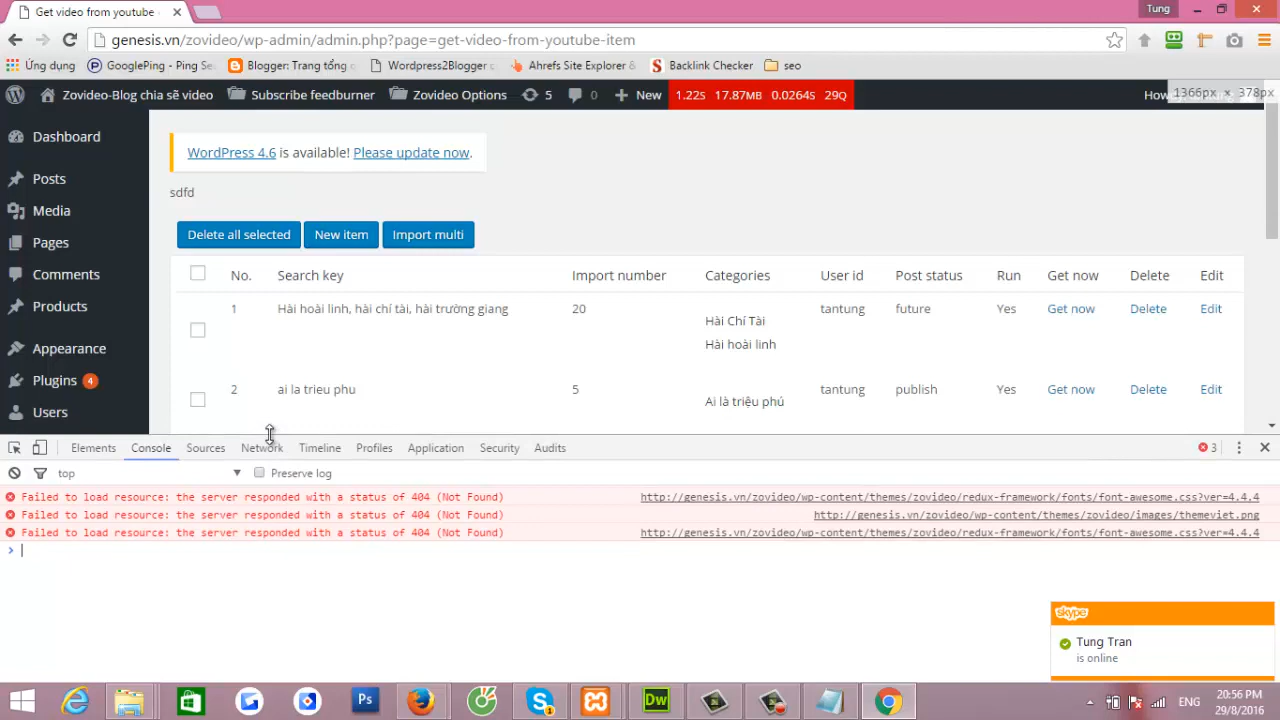 Get video from youtube
Tung
genesis.vn/zovideo/wp-admin/admin.php?page=get-video-from-youtube-item
Ứng dụng
GooglePing - Ping Se
Blogger: Trang tổng
Wordpress2Blogger
Ahrefs Site Explorer &
Backlink Checker
seo
Zovideo-Blog chia sẽ video
Subscribe feedburner
Zovideo Options
5
0
New
1.22s 17.87MB 0.0264s 29Q
How
1366px × 378px
Dashboard
Posts
Media
Pages
Comments
Products
Appearance
Plugins 4
Users
WordPress 4.6 is available! Please update now.
sdfd
Delete all selected
New item
Import multi
No. Search key Import number Categories User id Post status Run Get now Delete Edit
1 Hài hoài linh, hài chí tài, hài trường giang 20 Hài Chí Tài tantung future Yes Get now Delete Edit
Hài hoài linh
2 ai la trieu phu 5 Ai là triệu phú tantung publish Yes Get now Delete Edit
Elements Console Sources Network Timeline Profiles Application Security Audits 3
top Preserve log
Failed to load resource: the server responded with a status of 404 (Not Found) http://genesis.vn/zovideo/wp-content/themes/zovideo/redux-framework/fonts/font-awesome.css?ver=4.4.4
Failed to load resource: the server responded with a status of 404 (Not Found) http://genesis.vn/zovideo/wp-content/themes/zovideo/images/themeviet.png
Failed to load resource: the server responded with a status of 404 (Not Found) http://genesis.vn/zovideo/wp-content/themes/zovideo/redux-framework/fonts/font-awesome.css?ver=4.4.4
skype
Tung Tran
is online
Ps
Dw
ENG
20:56 PM
29/8/2016